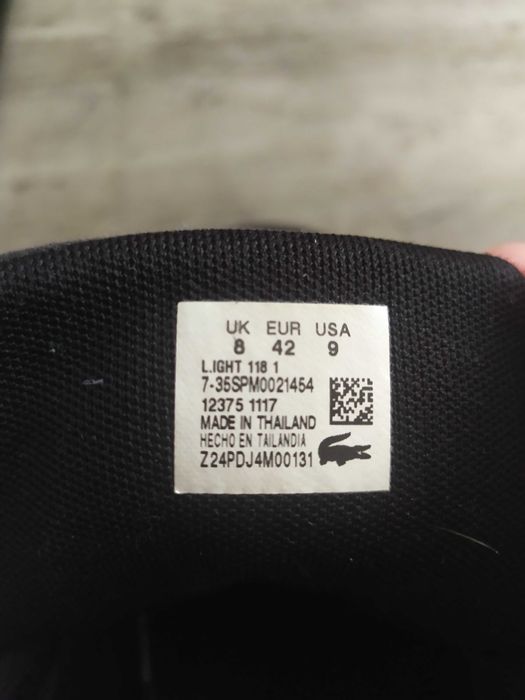 UK EUR USA
8 42 9
L.IGHT 118 1
7-35SPM0021454
12375 1117
MADE IN THAILAND
HECHO EN TAILANDIA
Z24PDJ4M00131